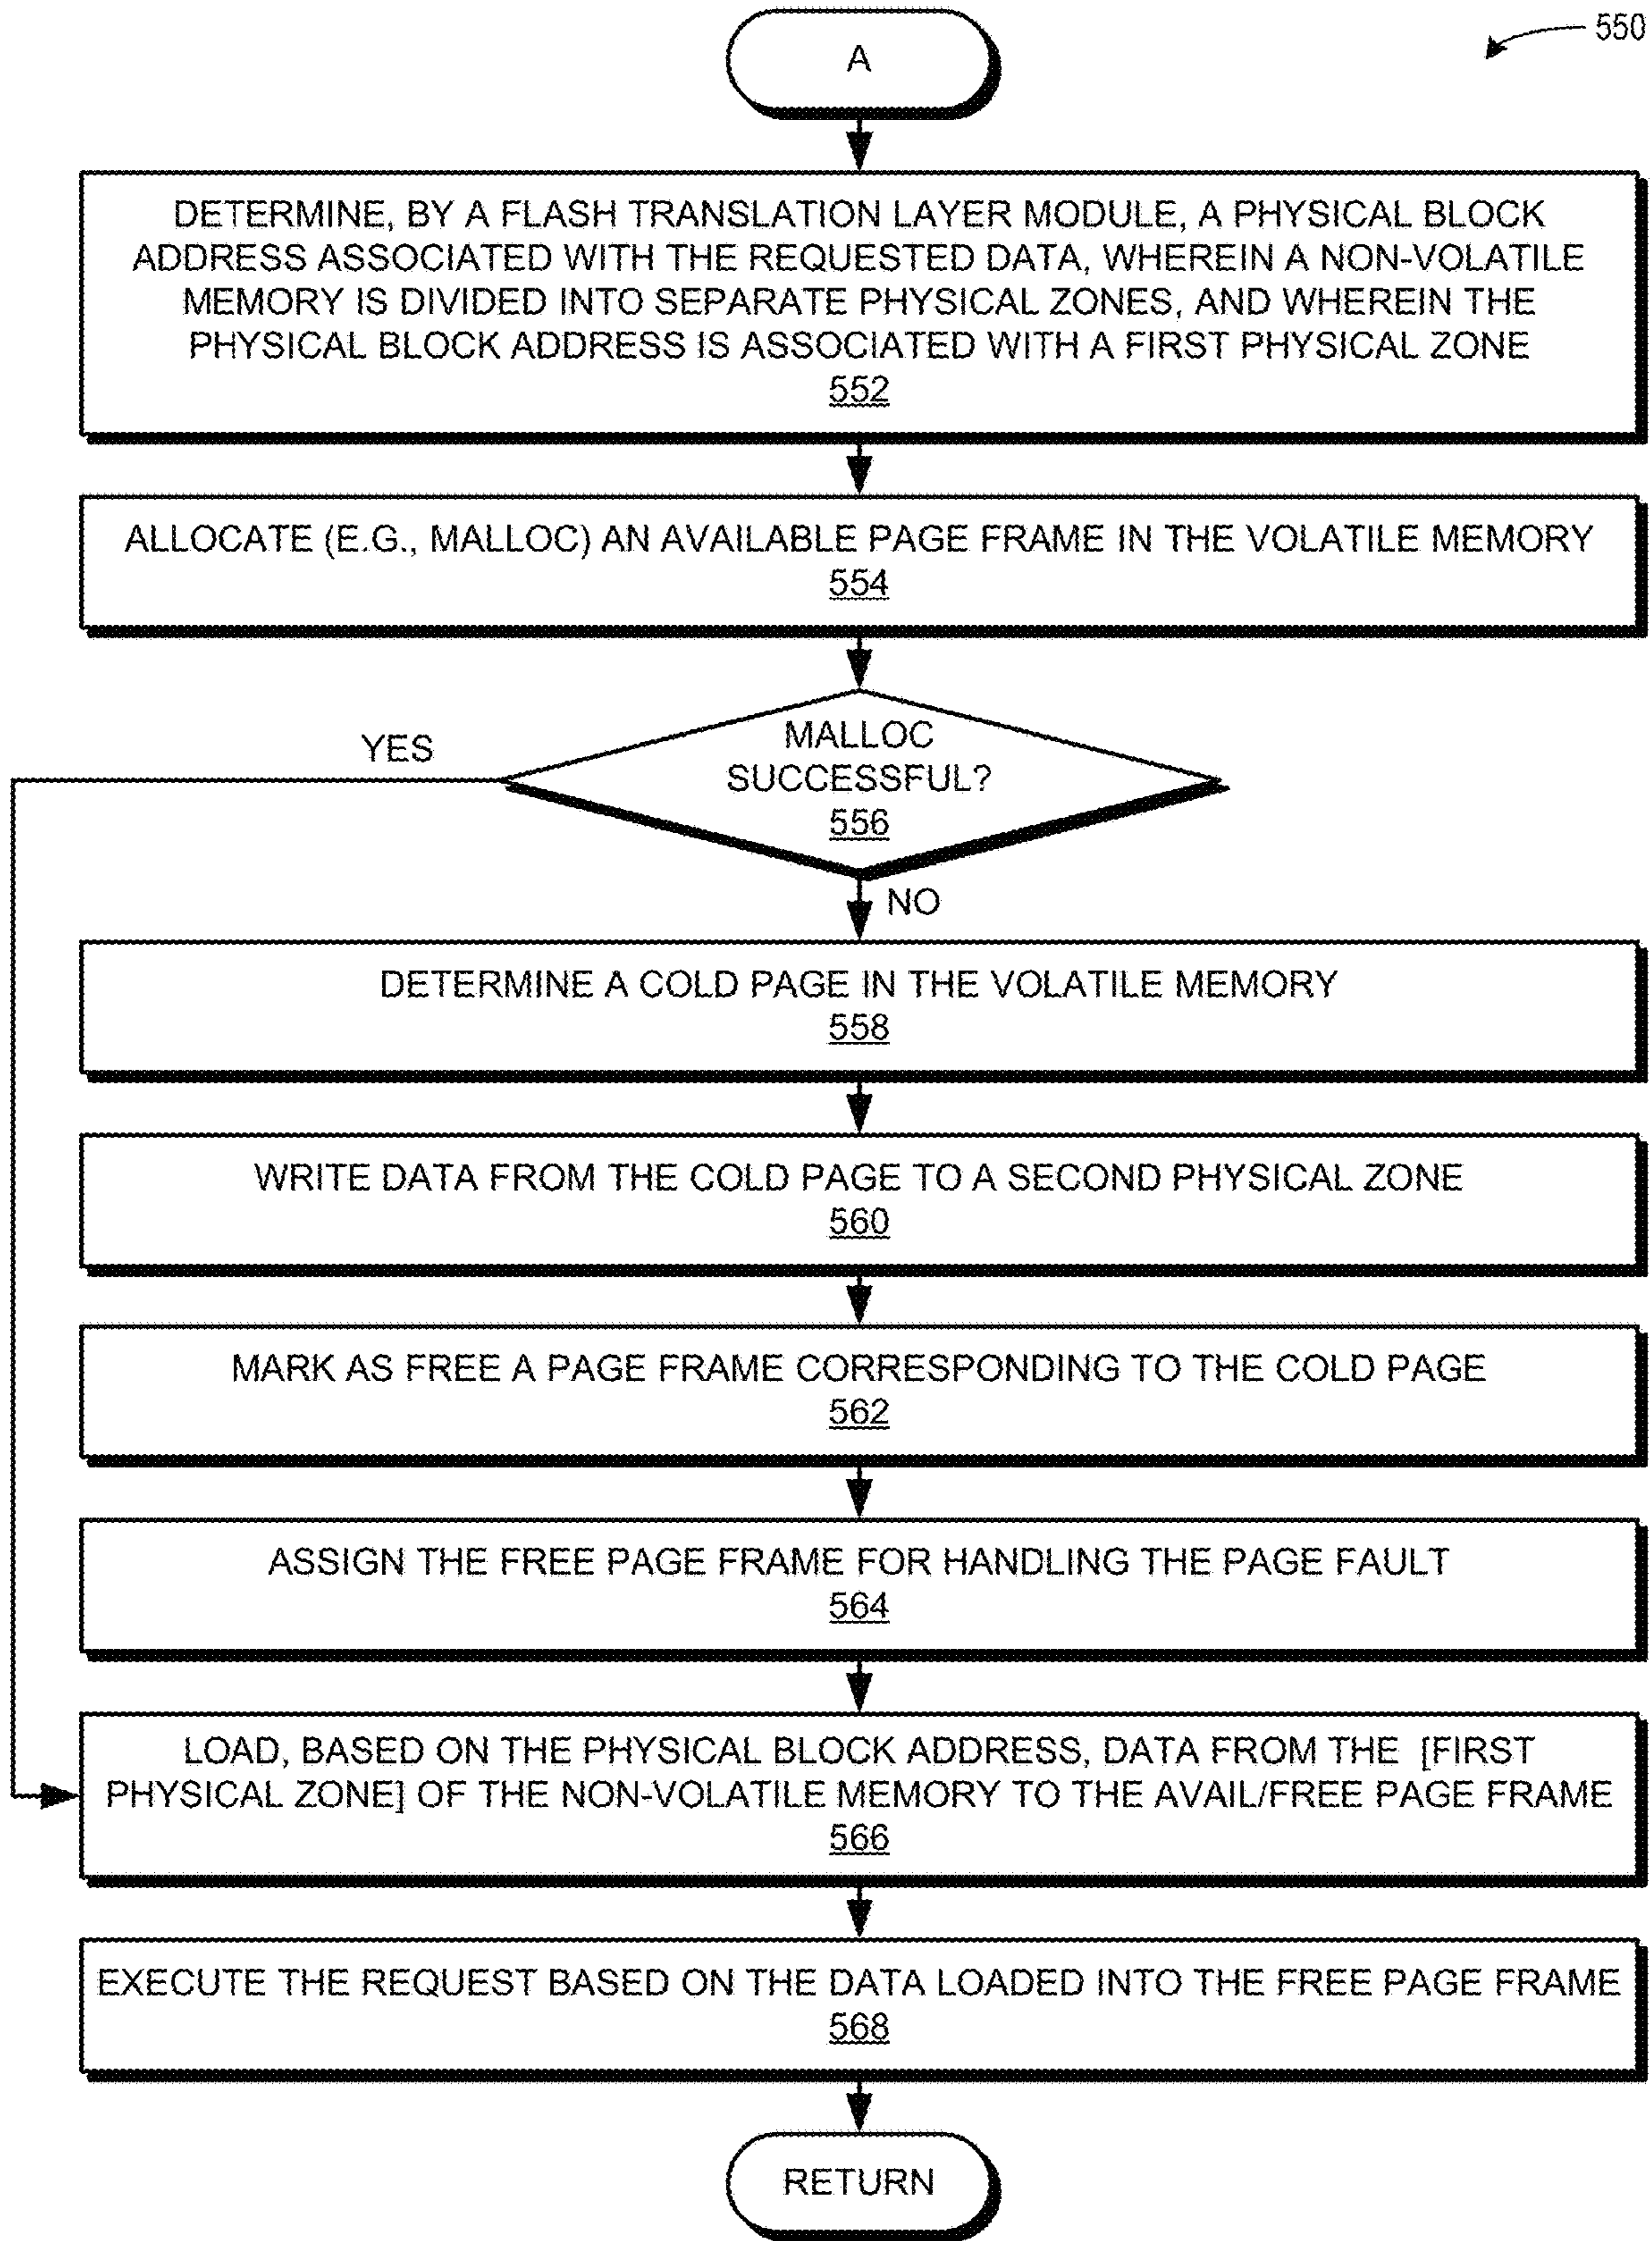 550
A
DETERMINE, BY A FLASH TRANSLATION LAYER MODULE, A PHYSICAL BLOCK
ADDRESS ASSOCIATED WITH THE REQUESTED DATA, WHEREIN A NON-VOLATILE
MEMORY IS DIVIDED INTO SEPARATE PHYSICAL ZONES, AND WHEREIN THE
PHYSICAL BLOCK ADDRESS IS ASSOCIATED WITH A FIRST PHYSICAL ZONE
552
ALLOCATE (E.G., MALLOC) AN AVAILABLE PAGE FRAME IN THE VOLATILE MEMORY
554
YES
MALLOC
SUCCESSFUL?
556
NO
DETERMINE A COLD PAGE IN THE VOLATILE MEMORY
558
WRITE DATA FROM THE COLD PAGE TO A SECOND PHYSICAL ZONE
560
MARK AS FREE A PAGE FRAME CORRESPONDING TO THE COLD PAGE
562
ASSIGN THE FREE PAGE FRAME FOR HANDLING THE PAGE FAULT
564
LOAD, BASED ON THE PHYSICAL BLOCK ADDRESS, DATA FROM THE [FIRST
PHYSICAL ZONE] OF THE NON-VOLATILE MEMORY TO THE AVAIL/FREE PAGE FRAME
566
EXECUTE THE REQUEST BASED ON THE DATA LOADED INTO THE FREE PAGE FRAME
568
RETURN